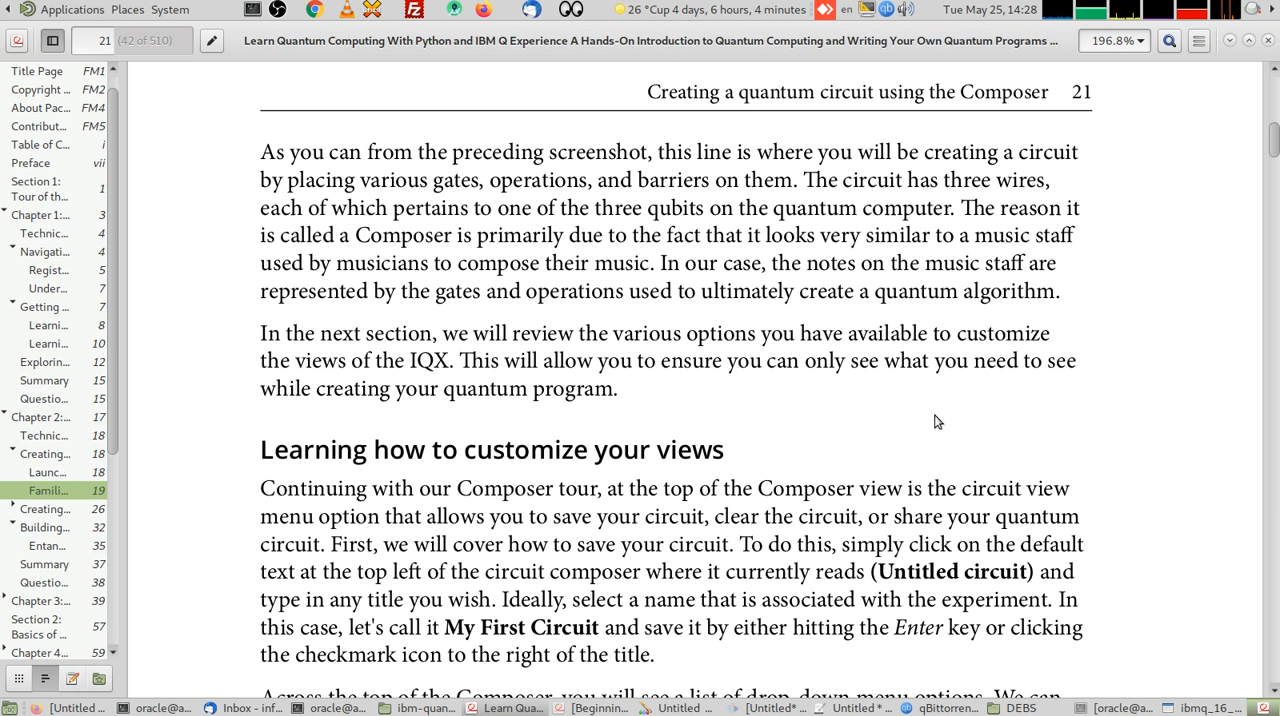 Applications Places System
26 °C up 4 days, 6 hours, 4 minutes
en
Tue May 25, 14:28
21 (42 of 510)
Learn Quantum Computing With Python and IBM Q Experience A Hands-On Introduction to Quantum Computing and Writing Your Own Quantum Programs ...
196.8%
Title Page FM1
Copyright ... FM2
About Pac... FM4
Contribut... FM5
Table of C... i
Preface vii
Section 1:
Tour of th... 1
Chapter 1:... 3
Technic... 4
Navigati... 4
Regist... 5
Under... 7
Getting ... 7
Learni... 8
Learni... 10
Explorin... 12
Summary 15
Questio... 15
Chapter 2:... 17
Technic... 18
Creating... 18
Launc... 18
Famili... 19
Creating... 26
Building... 32
Entan... 35
Summary 37
Questio... 38
Chapter 3:... 39
Section 2:
Basics of ... 57
Chapter 4... 59
Creating a quantum circuit using the Composer 21
As you can from the preceding screenshot, this line is where you will be creating a circuit
by placing various gates, operations, and barriers on them. The circuit has three wires,
each of which pertains to one of the three qubits on the quantum computer. The reason it
is called a Composer is primarily due to the fact that it looks very similar to a music staff
used by musicians to compose their music. In our case, the notes on the music staff are
represented by the gates and operations used to ultimately create a quantum algorithm.
In the next section, we will review the various options you have available to customize
the views of the IQX. This will allow you to ensure you can only see what you need to see
while creating your quantum program.
Learning how to customize your views
Continuing with our Composer tour, at the top of the Composer view is the circuit view
menu option that allows you to save your circuit, clear the circuit, or share your quantum
circuit. First, we will cover how to save your circuit. To do this, simply click on the default
text at the top left of the circuit composer where it currently reads (Untitled circuit) and
type in any title you wish. Ideally, select a name that is associated with the experiment. In
this case, let's call it My First Circuit and save it by either hitting the Enter key or clicking
the checkmark icon to the right of the title.
Across the top of the Composer, you will see a list of drop-down menu options. We can
[Untitled ... oracle@a... Inbox - inf... oracle@a... ibm-quan... Learn Qua... [Beginnin... Untitled ... [Untitled* ... Untitled * ... qBittorren... DEBS [oracle@a... ibmq_16_...